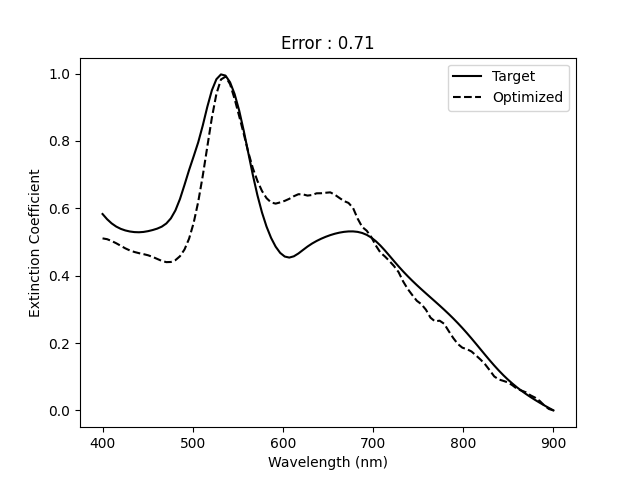 Error : 0.71
Target
Optimized
Extinction Coefficient
1.0
0.8
0.6
0.4
0.2
0.0
400 500 600 700 800 900
Wavelength (nm)